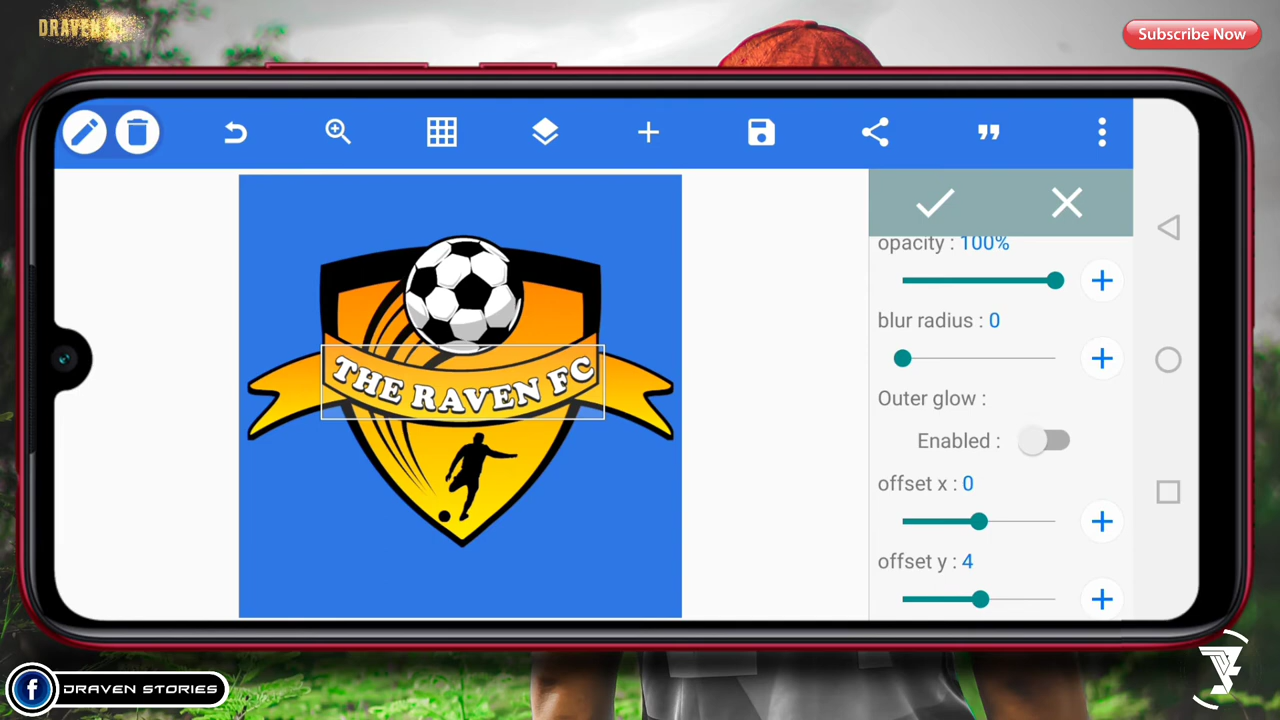 DRAVEN
Subscribe Now
opacity : 100%
blur radius : 0
THE RAVEN FC
Outer glow :
Enabled :
offset x : 0
offset y : 4
f DRAVEN STORIES